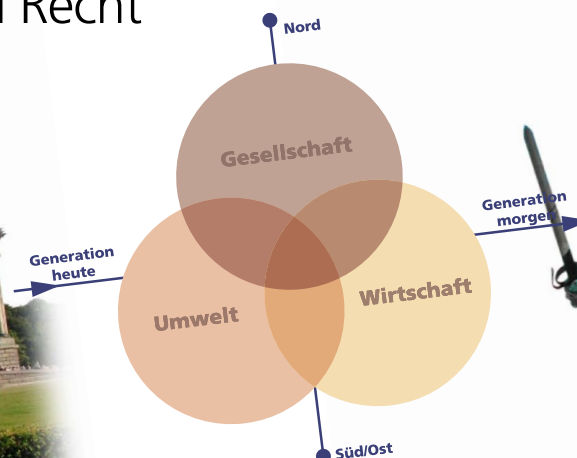 Recht
Nord
Gesellschaft
Generation
morgen
Generation
heute
Wirtschaft
Umwelt
Süd/Ost